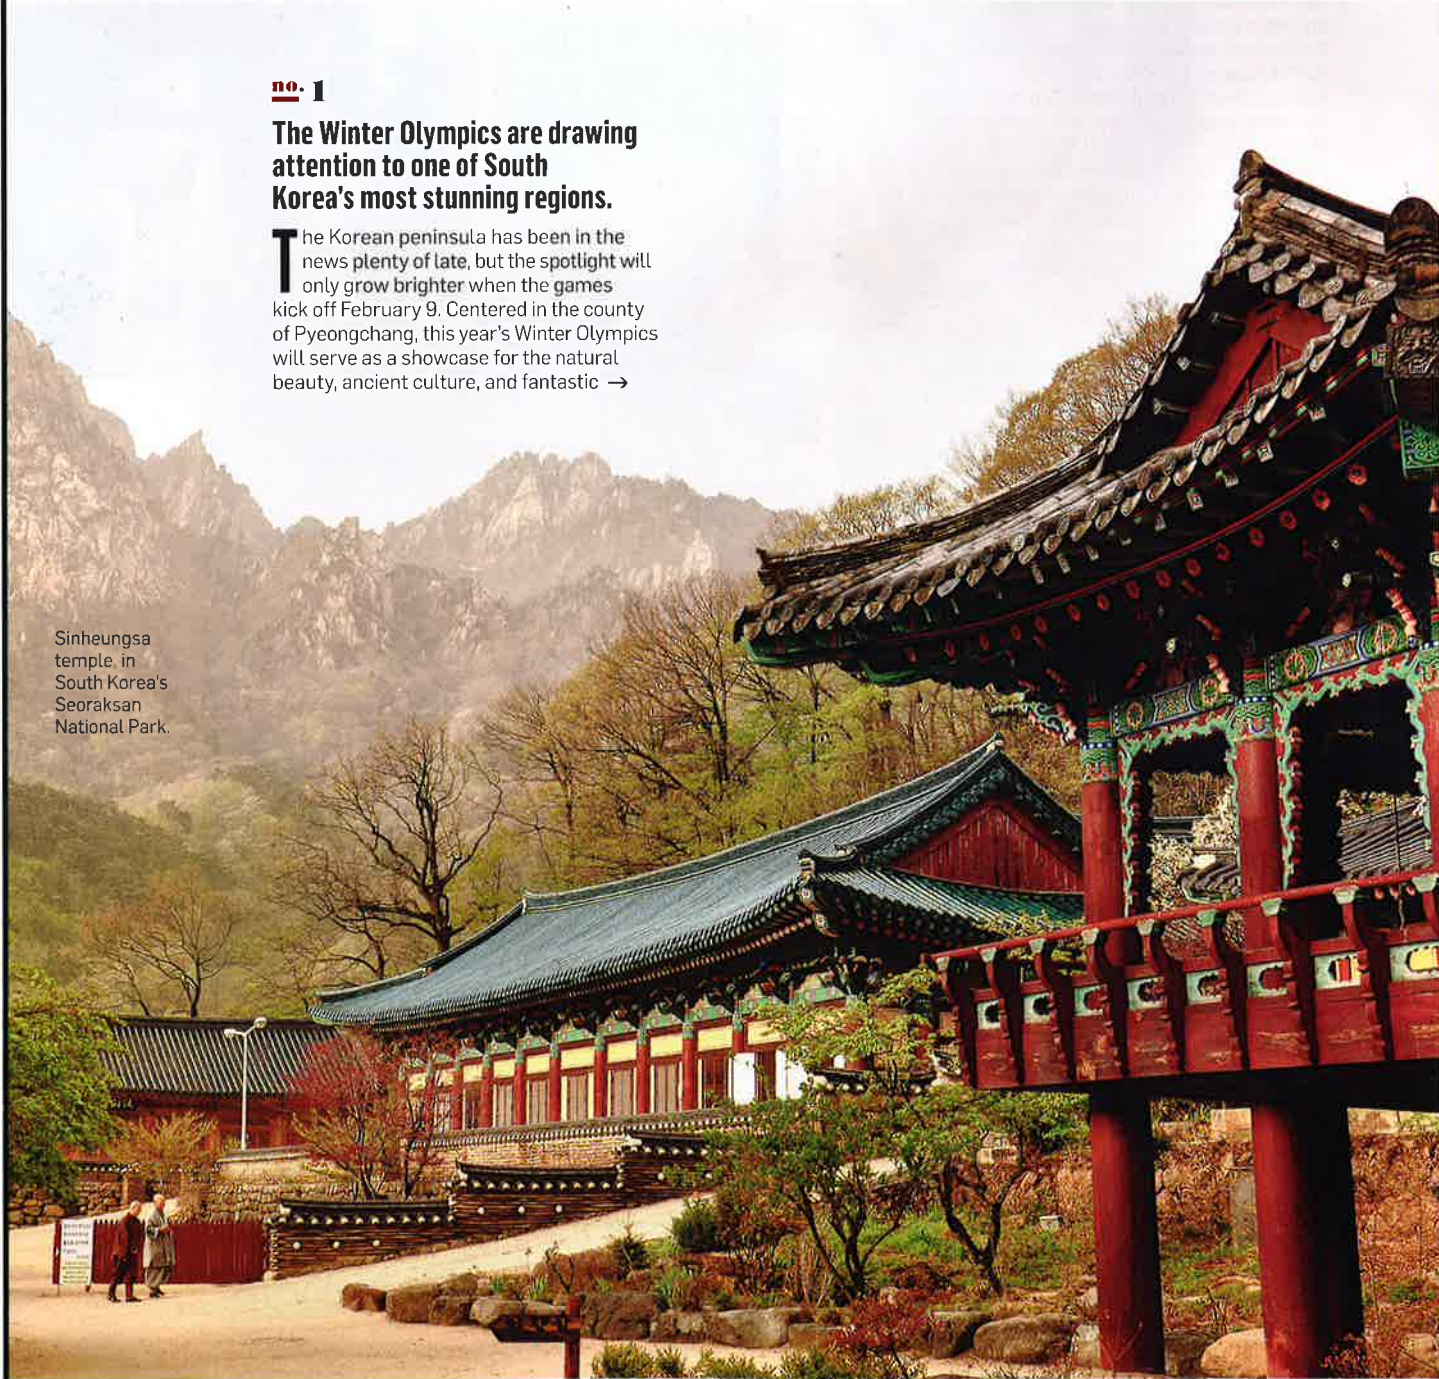 no. 1
The Winter Olympics are drawing
attention to one of South
Korea's most stunning regions.
The Korean peninsula has been in the
news plenty of late, but the spotlight will
only grow brighter when the games
kick off February 9. Centered in the county
of Pyeongchang, this year's Winter Olympics
will serve as a showcase for the natural
beauty, ancient culture, and fantastic →
Sinheungsa
temple, in
South Korea's
Seoraksan
National Park.